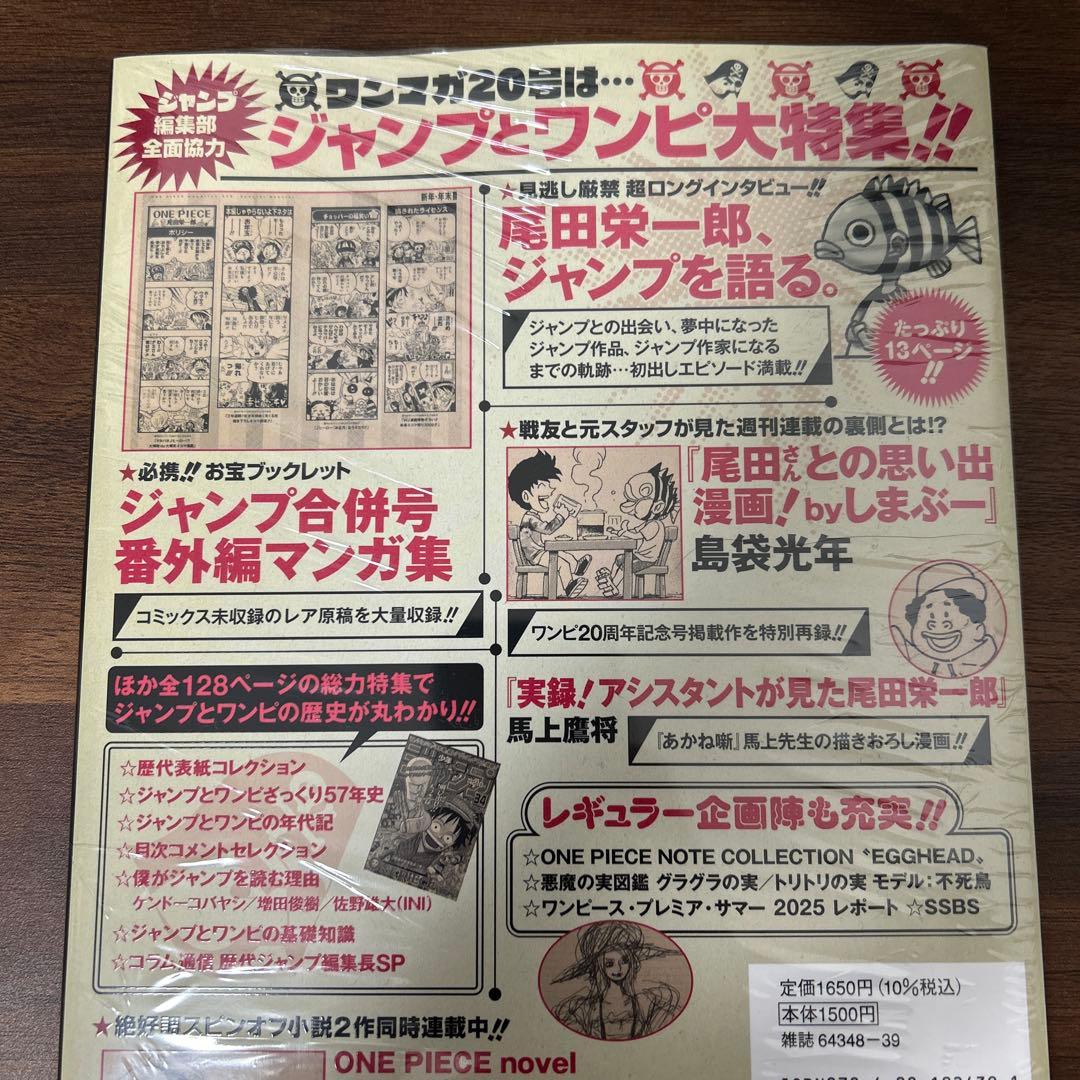 ジャンプ
編集部
全面協力
ワンマガ20号は…
ジャンプとワンピ大特集!!
新年・年末
ONE PIECE
尾田栄一郎
ポリシー
★必携!! お宝ブックレット
ジャンプ合併号
番外編マンガ集
コミックス未収録のレア原稿を大量収録!!
ほか全128ページの総力特集で
ジャンプとワンピの歴史が丸わかり!!
☆歴代表紙コレクション
☆ジャンプとワンピざっくり57年史
☆ジャンプとワンピの年代記
☆目次コメントセレクション
☆僕がジャンプを読む理由
ケンドーコバヤシ/増田俊樹/佐野雄大(INI)
☆ジャンプとワンピの基礎知識
☆コラム通信 歴代ジャンプ編集長SP
★見逃し厳禁 超ロングインタビュー!!
尾田栄一郎、
ジャンプを語る。
ジャンプとの出会い、夢中になった
ジャンプ作品、ジャンプ作家になる
までの軌跡…初出しエピソード満載!!
たっぷり
13ページ
!!
★戦友と元スタッフが見た週刊連載の裏側とは!?
『尾田さんとの思い出
漫画!byしまぶー』
島袋光年
ワンピ20周年記念号掲載作を特別再録!!
『実録!アシスタントが見た尾田栄一郎』
馬上鷹将
『あかね噺』馬上先生の描きおろし漫画!!
レギュラー企画陣も充実!!
☆ONE PIECE NOTE COLLECTION〝EGGHEAD〟
☆悪魔の実図鑑 グラグラの実/トリトリの実 モデル:不死鳥
☆ワンピース・プレミア・サマー 2025 レポート ☆SSBS
定価1650円(10%税込)
本体1500円
雑誌 64348-39
★絶好調スピンオフ小説2作同時連載中!!
ONE PIECE novel